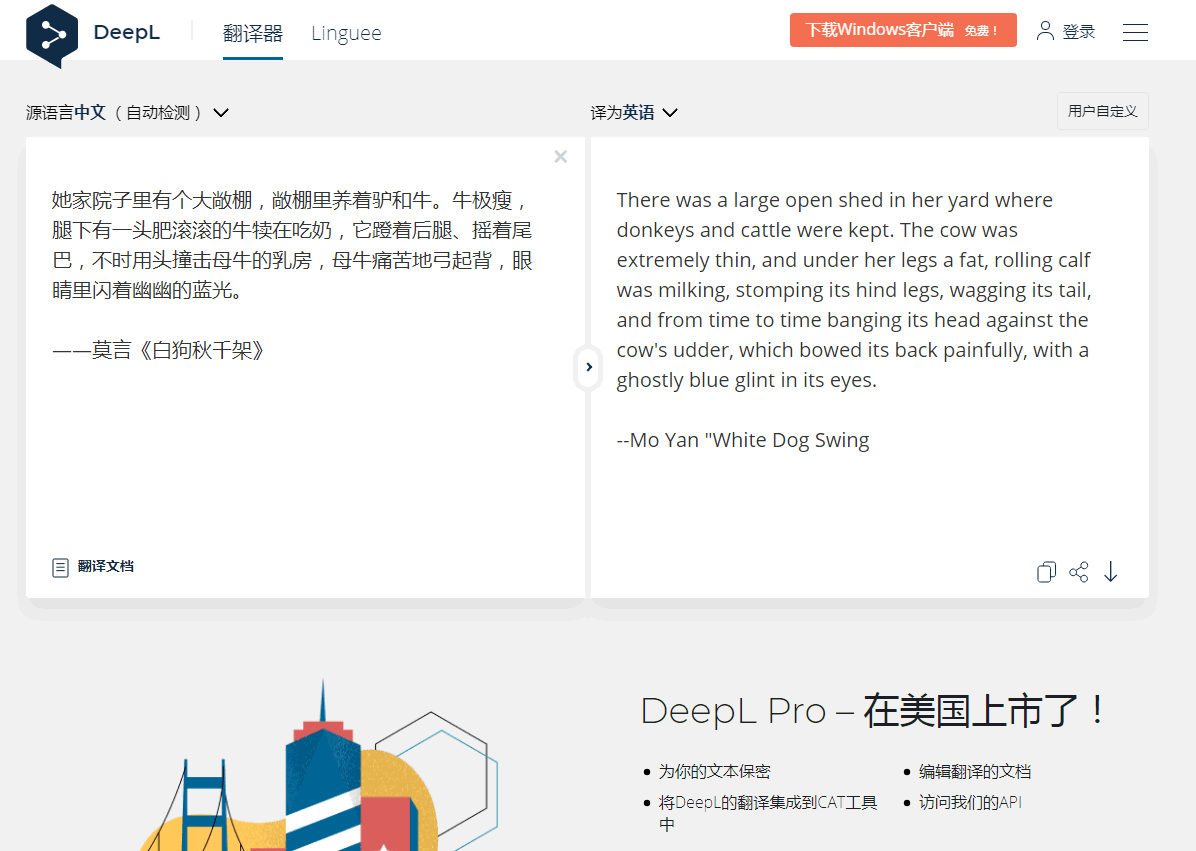 DeepL 翻译器 Linguee 下载Windows客户端 免费！ 登录
源语言中文（自动检测） 译为英语 用户自定义
她家院子里有个大敞棚，敞棚里养着驴和牛。牛极瘦，
腿下有一头肥滚滚的牛犊在吃奶，它蹬着后腿、摇着尾
巴，不时用头撞击母牛的乳房，母牛痛苦地弓起背，眼
睛里闪着幽幽的蓝光。
——莫言《白狗秋千架》
翻译文档
There was a large open shed in her yard where
donkeys and cattle were kept. The cow was
extremely thin, and under her legs a fat, rolling calf
was milking, stomping its hind legs, wagging its tail,
and from time to time banging its head against the
cow's udder, which bowed its back painfully, with a
ghostly blue glint in its eyes.
--Mo Yan "White Dog Swing
DeepL Pro – 在美国上市了！
为你的文本保密
将DeepL的翻译集成到CAT工具
中
编辑翻译的文档
访问我们的API